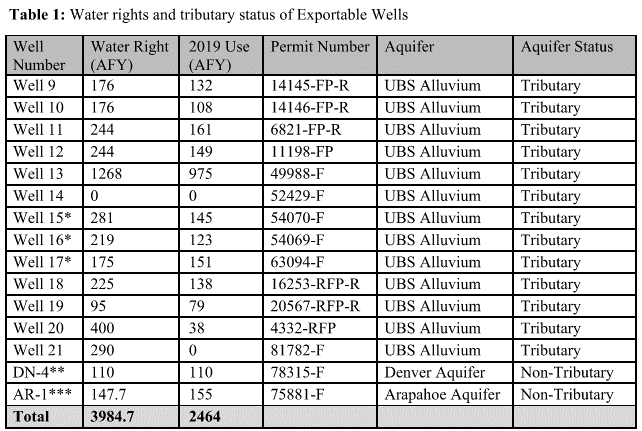 Table 1: Water rights and tributary status of Exportable Wells
Well Number Water Right (AFY) 2019 Use (AFY) Permit Number Aquifer Aquifer Status
Well 9 176 132 14145-FP-R UBS Alluvium Tributary
Well 10 176 108 14146-FP-R UBS Alluvium Tributary
Well 11 244 161 6821-FP-R UBS Alluvium Tributary
Well 12 244 149 11198-FP UBS Alluvium Tributary
Well 13 1268 975 49988-F UBS Alluvium Tributary
Well 14 0 0 52429-F UBS Alluvium Tributary
Well 15* 281 145 54070-F UBS Alluvium Tributary
Well 16* 219 123 54069-F UBS Alluvium Tributary
Well 17* 175 151 63094-F UBS Alluvium Tributary
Well 18 225 138 16253-RFP-R UBS Alluvium Tributary
Well 19 95 79 20567-RFP-R UBS Alluvium Tributary
Well 20 400 38 4332-RFP UBS Alluvium Tributary
Well 21 290 0 81782-F UBS Alluvium Tributary
DN-4** 110 110 78315-F Denver Aquifer Non-Tributary
AR-1*** 147.7 155 75881-F Arapahoe Aquifer Non-Tributary
Total 3984.7 2464